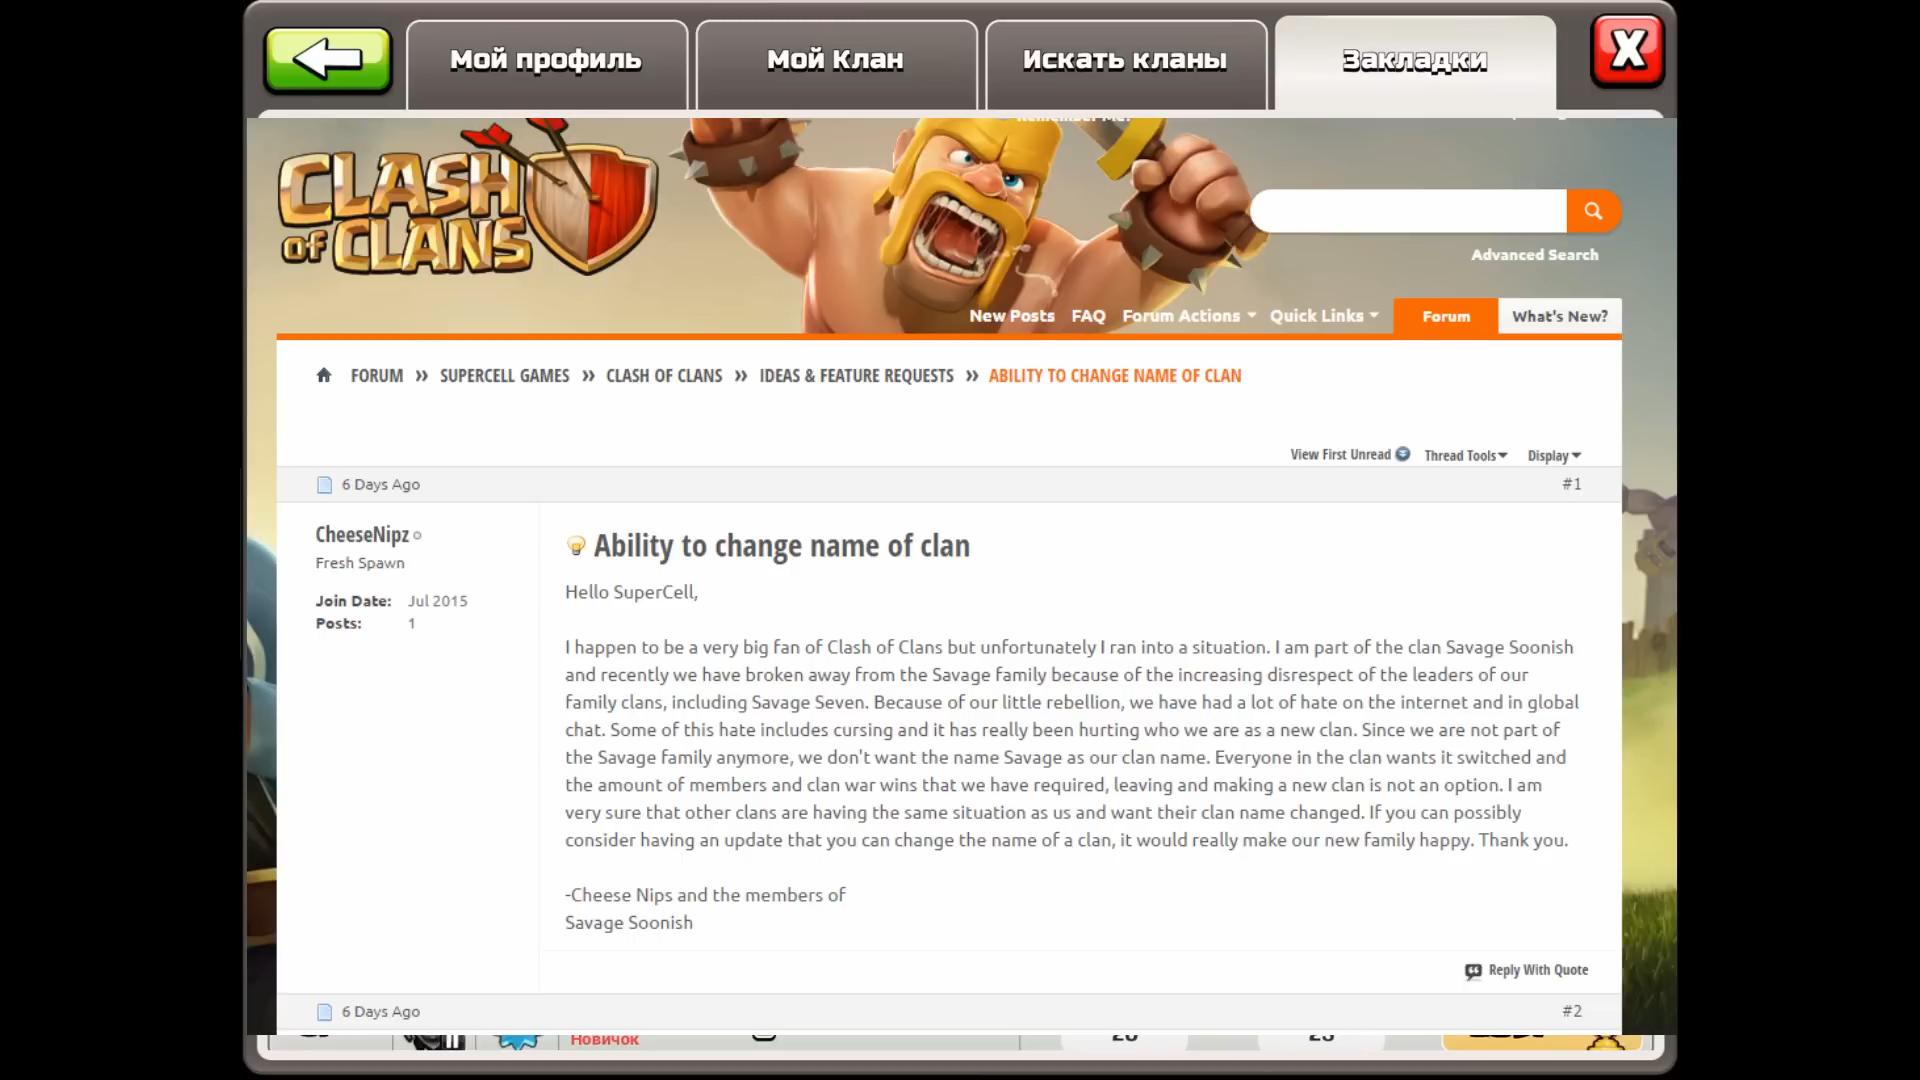 Мой профиль
Мой Клан
Искать кланы
Закладки
X
Remember Me?
CLASH
OF CLANS
Advanced Search
New Posts
FAQ
Forum Actions
Quick Links
Forum
What's New?
FORUM » SUPERCELL GAMES » CLASH OF CLANS » IDEAS & FEATURE REQUESTS » ABILITY TO CHANGE NAME OF CLAN
View First Unread
Thread Tools
Display
6 Days Ago
#1
CheeseNipz
Fresh Spawn
Join Date: Jul 2015
Posts: 1
Ability to change name of clan
Hello SuperCell,
I happen to be a very big fan of Clash of Clans but unfortunately I ran into a situation. I am part of the clan Savage Soonish
and recently we have broken away from the Savage family because of the increasing disrespect of the leaders of our
family clans, including Savage Seven. Because of our little rebellion, we have had a lot of hate on the internet and in global
chat. Some of this hate includes cursing and it has really been hurting who we are as a new clan. Since we are not part of
the Savage family anymore, we don't want the name Savage as our clan name. Everyone in the clan wants it switched and
the amount of members and clan war wins that we have required, leaving and making a new clan is not an option. I am
very sure that other clans are having the same situation as us and want their clan name changed. If you can possibly
consider having an update that you can change the name of a clan, it would really make our new family happy. Thank you.
-Cheese Nips and the members of
Savage Soonish
Reply With Quote
6 Days Ago
#2
Новичок